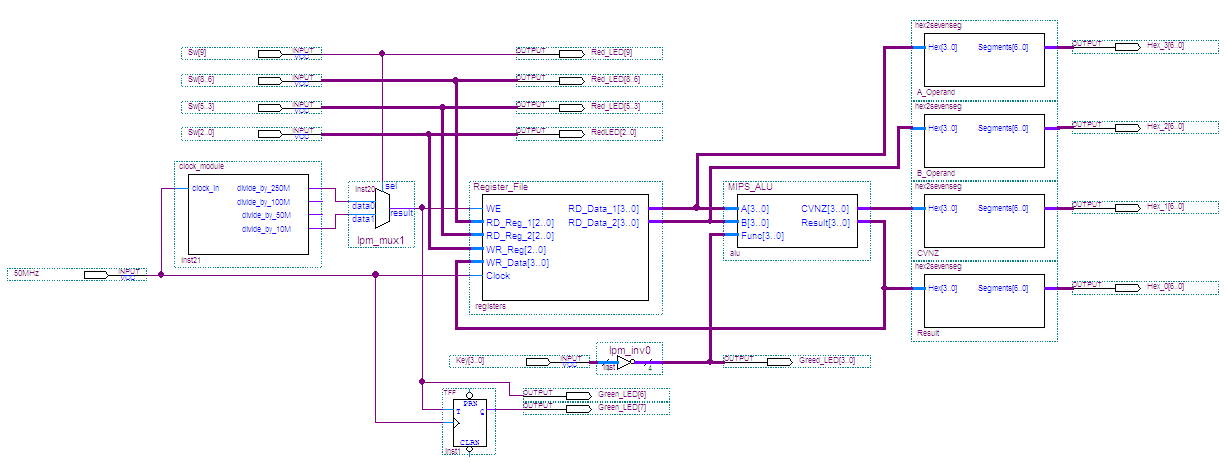 hex2sevenseg
Hex[3..0] Segments[6..0]
OUTPUT Hex_3[6..0]
A_Operand
Sw[9] INPUT VCC
OUTPUT Red_LED[9]
Sw[8..6] INPUT VCC
OUTPUT Red_LED[8..6]
Sw[5..3] INPUT VCC
OUTPUT Red_LED[5..3]
Sw[2..0] INPUT VCC
OUTPUT RedLED[2..0]
hex2sevenseg
Hex[3..0] Segments[6..0]
OUTPUT Hex_2[6..0]
B_Operand
clock_module
clock_in divide_by_250M
divide_by_100M
divide_by_50M
divide_by_10M
inst21
inst20 sel
data0
data1
result
lpm_mux1
Register_File
WE RD_Data_1[3..0]
RD_Reg_1[2..0] RD_Data_2[3..0]
RD_Reg_2[2..0]
WR_Reg[2..0]
WR_Data[3..0]
Clock
registers
MIPS_ALU
A[3..0] CVNZ[3..0]
B[3..0] Result[3..0]
Func[3..0]
alu
hex2sevenseg
Hex[3..0] Segments[6..0]
OUTPUT Hex_1[6..0]
CVNZ
hex2sevenseg
Hex[3..0] Segments[6..0]
OUTPUT Hex_0[6..0]
Result
50MHz INPUT VCC
Key[3..0] INPUT VCC
lpm_inv0
inst 4
OUTPUT Greed_LED[3..0]
OUTPUT Green_LED[6]
OUTPUT Green_LED[7]
TFF
PRN
T Q
CLRN
inst1